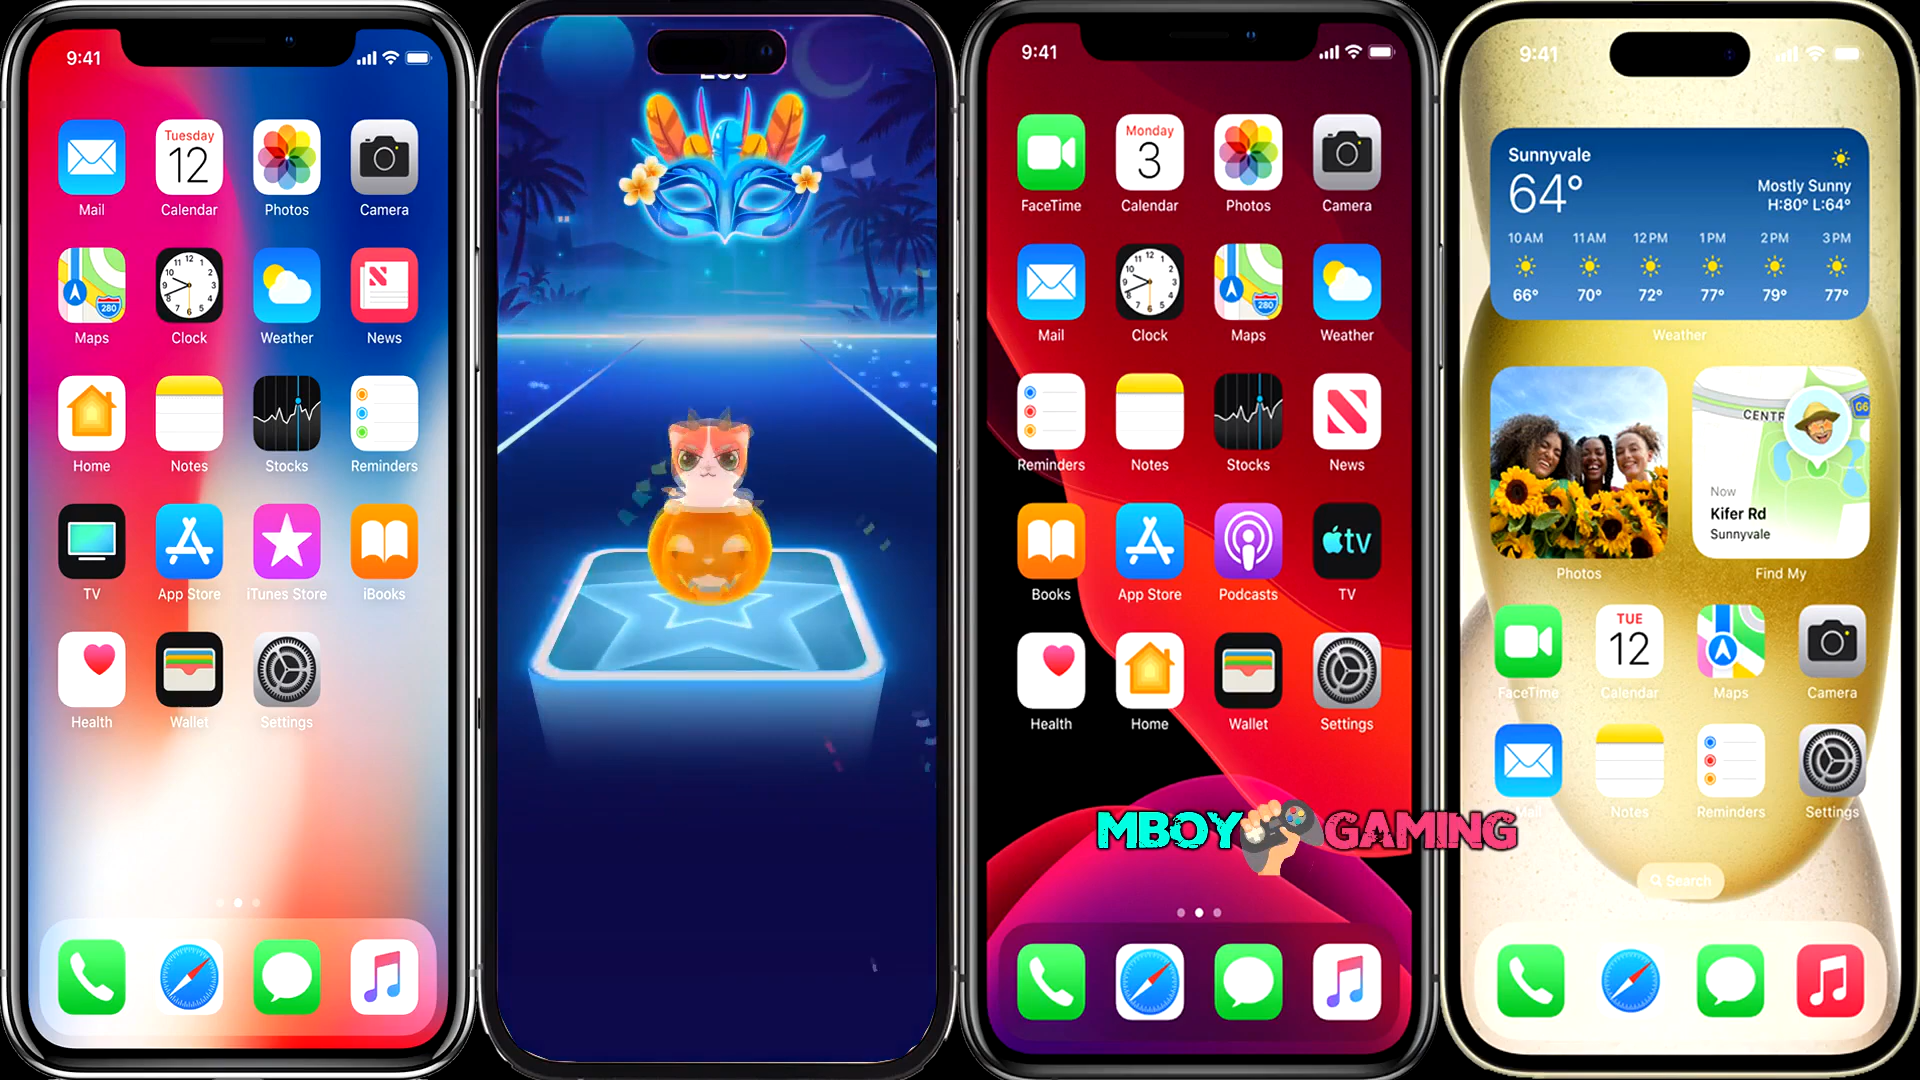 9:41
Tuesday
12
Mail
Calendar
Photos
Camera
280
Maps
Clock
Weather
News
Home
Notes
Stocks
Reminders
TV
App Store
iTunes Store
iBooks
Health
Wallet
Settings
9:41
Monday
3
FaceTime
Calendar
Photos
Camera
280
Mail
Clock
Maps
Weather
Reminders
Notes
Stocks
News
tv
Books
App Store
Podcasts
TV
Health
Home
Wallet
Settings
MBOY GAMING
9:41
Sunnyvale
64°
Mostly Sunny
H:80° L:64°
10 AM 11 AM 12 PM 1 PM 2 PM 3 PM
66° 70° 72° 77° 79° 77°
Weather
CENTR
G6
Now
Kifer Rd
Sunnyvale
Photos
Find My
TUE
12
FaceTime
Calendar
Maps
Camera
Mail
Notes
Reminders
Settings
Search